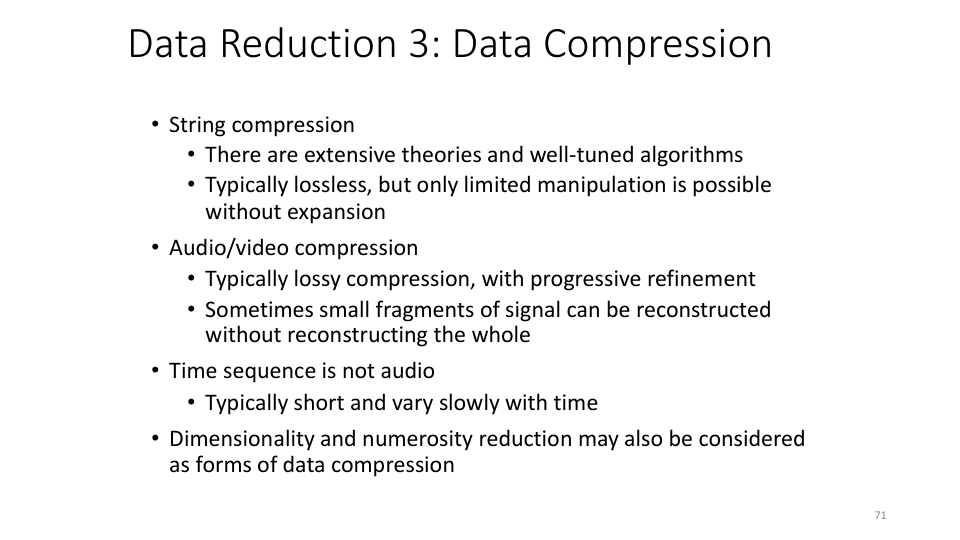 Data Reduction 3: Data Compression
• String compression
• There are extensive theories and well-tuned algorithms
• Typically lossless, but only limited manipulation is possible
without expansion
• Audio/video compression
• Typically lossy compression, with progressive refinement
• Sometimes small fragments of signal can be reconstructed
without reconstructing the whole
• Time sequence is not audio
• Typically short and vary slowly with time
• Dimensionality and numerosity reduction may also be considered
as forms of data compression
71